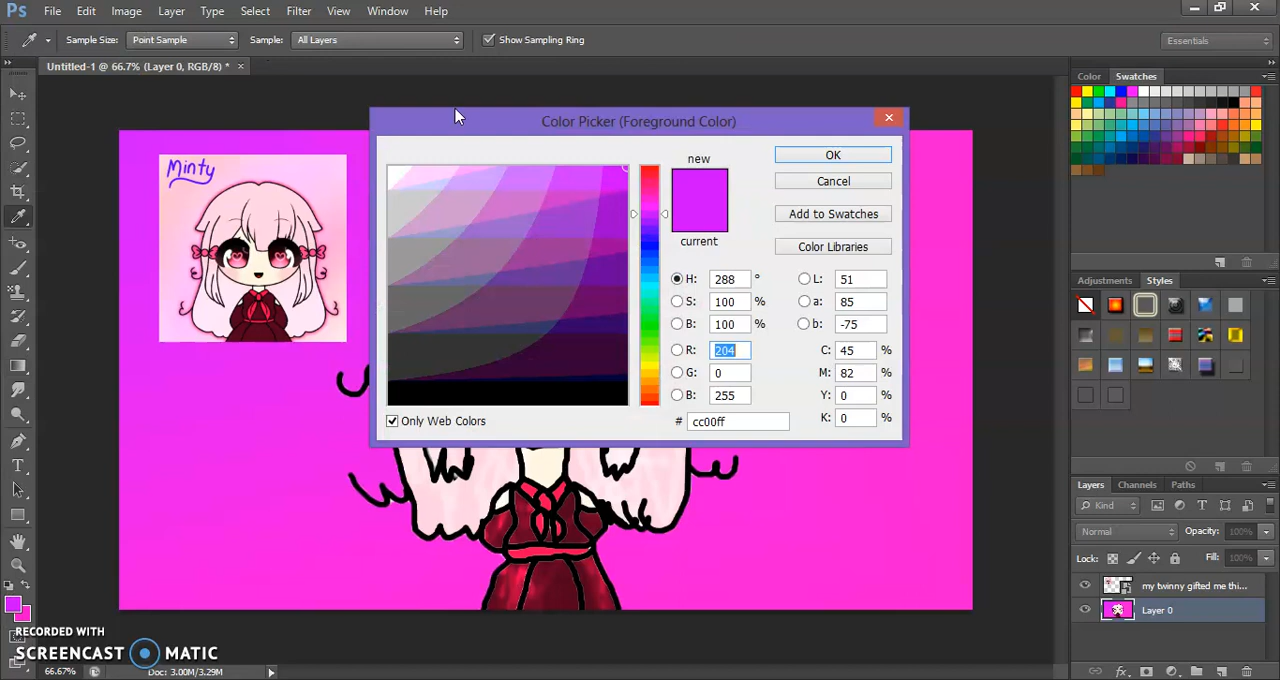 Ps File Edit Image Layer Type Select Filter View Window Help
Sample Size: Point Sample Sample: All Layers Show Sampling Ring Essentials
Untitled-1 @ 66.7% (Layer 0, RGB/8) * ×
Color Swatches
Minty
Color Picker (Foreground Color)
new
current
OK
Cancel
Add to Swatches
Color Libraries
H: 288 °
S: 100 %
B: 100 %
R: 204
G: 0
B: 255
# cc00ff
L: 51
a: 85
b: -75
C: 45 %
M: 82 %
Y: 0 %
K: 0 %
Only Web Colors
Adjustments Styles
Layers Channels Paths
Kind
Normal Opacity: 100%
Lock: Fill: 100%
my twinny gifted me thi...
Layer 0
RECORDED WITH
SCREENCAST MATIC
66.67% Doc: 3.00M/3.29M